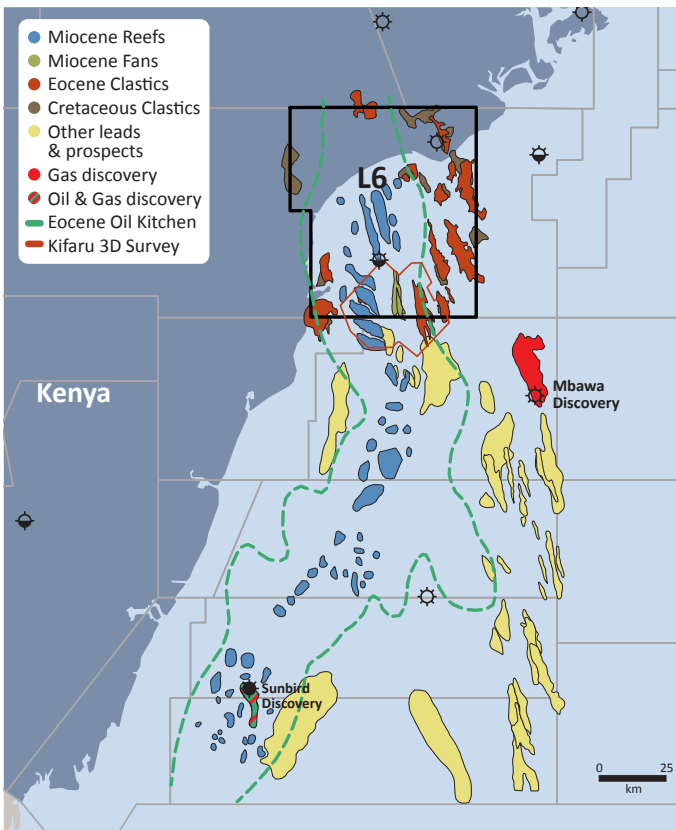 Miocene Reefs
Miocene Fans
Eocene Clastics
Cretaceous Clastics
Other leads
& prospects
Gas discovery
Oil & Gas discovery
Eocene Oil Kitchen
Kifaru 3D Survey
L6
Kenya
Mbawa
Discovery
Sunbird
Discovery
0 25
km